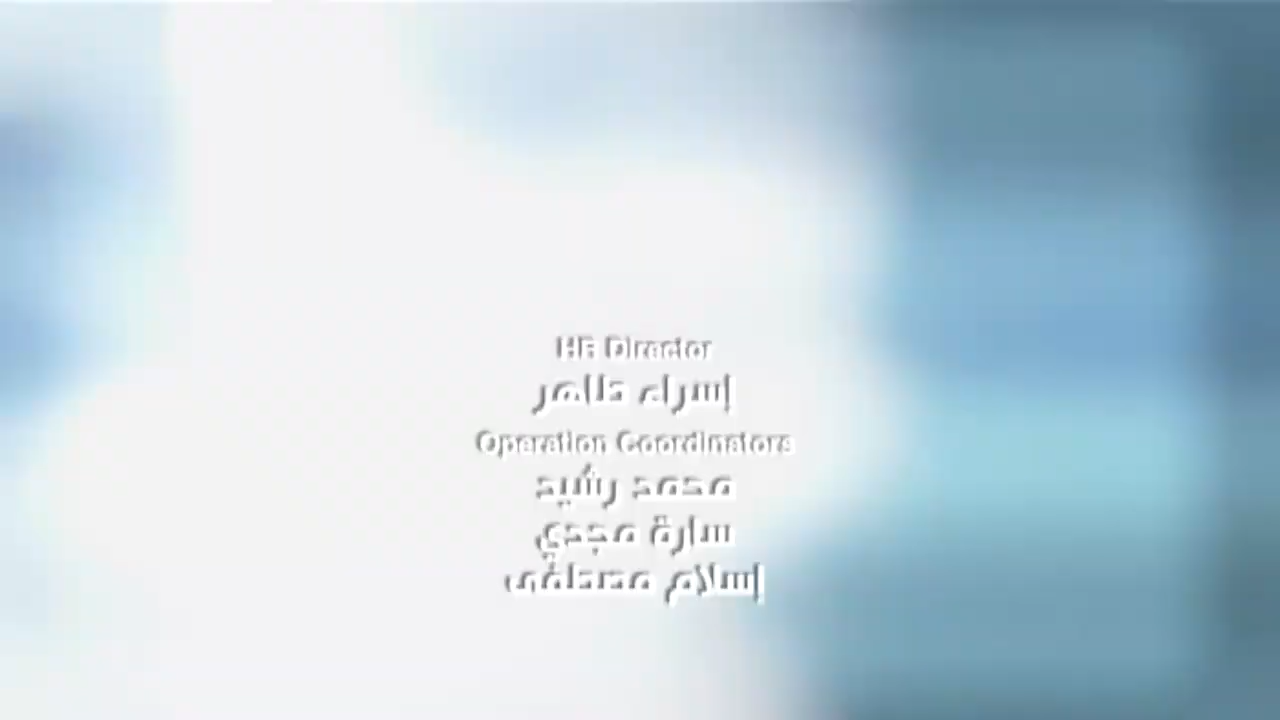 HR Director
إسراء طاهر
Operation Coordinators
محمد رشيد
سارة مجدي
إسلام مصطفى